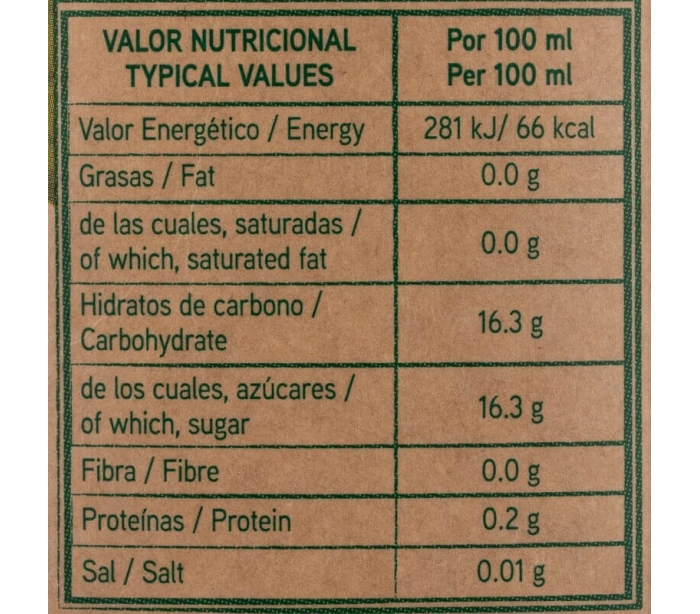 VALOR NUTRICIONAL
TYPICAL VALUES
Por 100 ml
Per 100 ml
Valor Energético / Energy
281 kJ/ 66 kcal
Grasas / Fat
0.0 g
de las cuales, saturadas /
of which, saturated fat
0.0 g
Hidratos de carbono /
Carbohydrate
16.3 g
de los cuales, azúcares /
of which, sugar
16.3 g
Fibra / Fibre
0.0 g
Proteínas / Protein
0.2 g
Sal / Salt
0.01 g